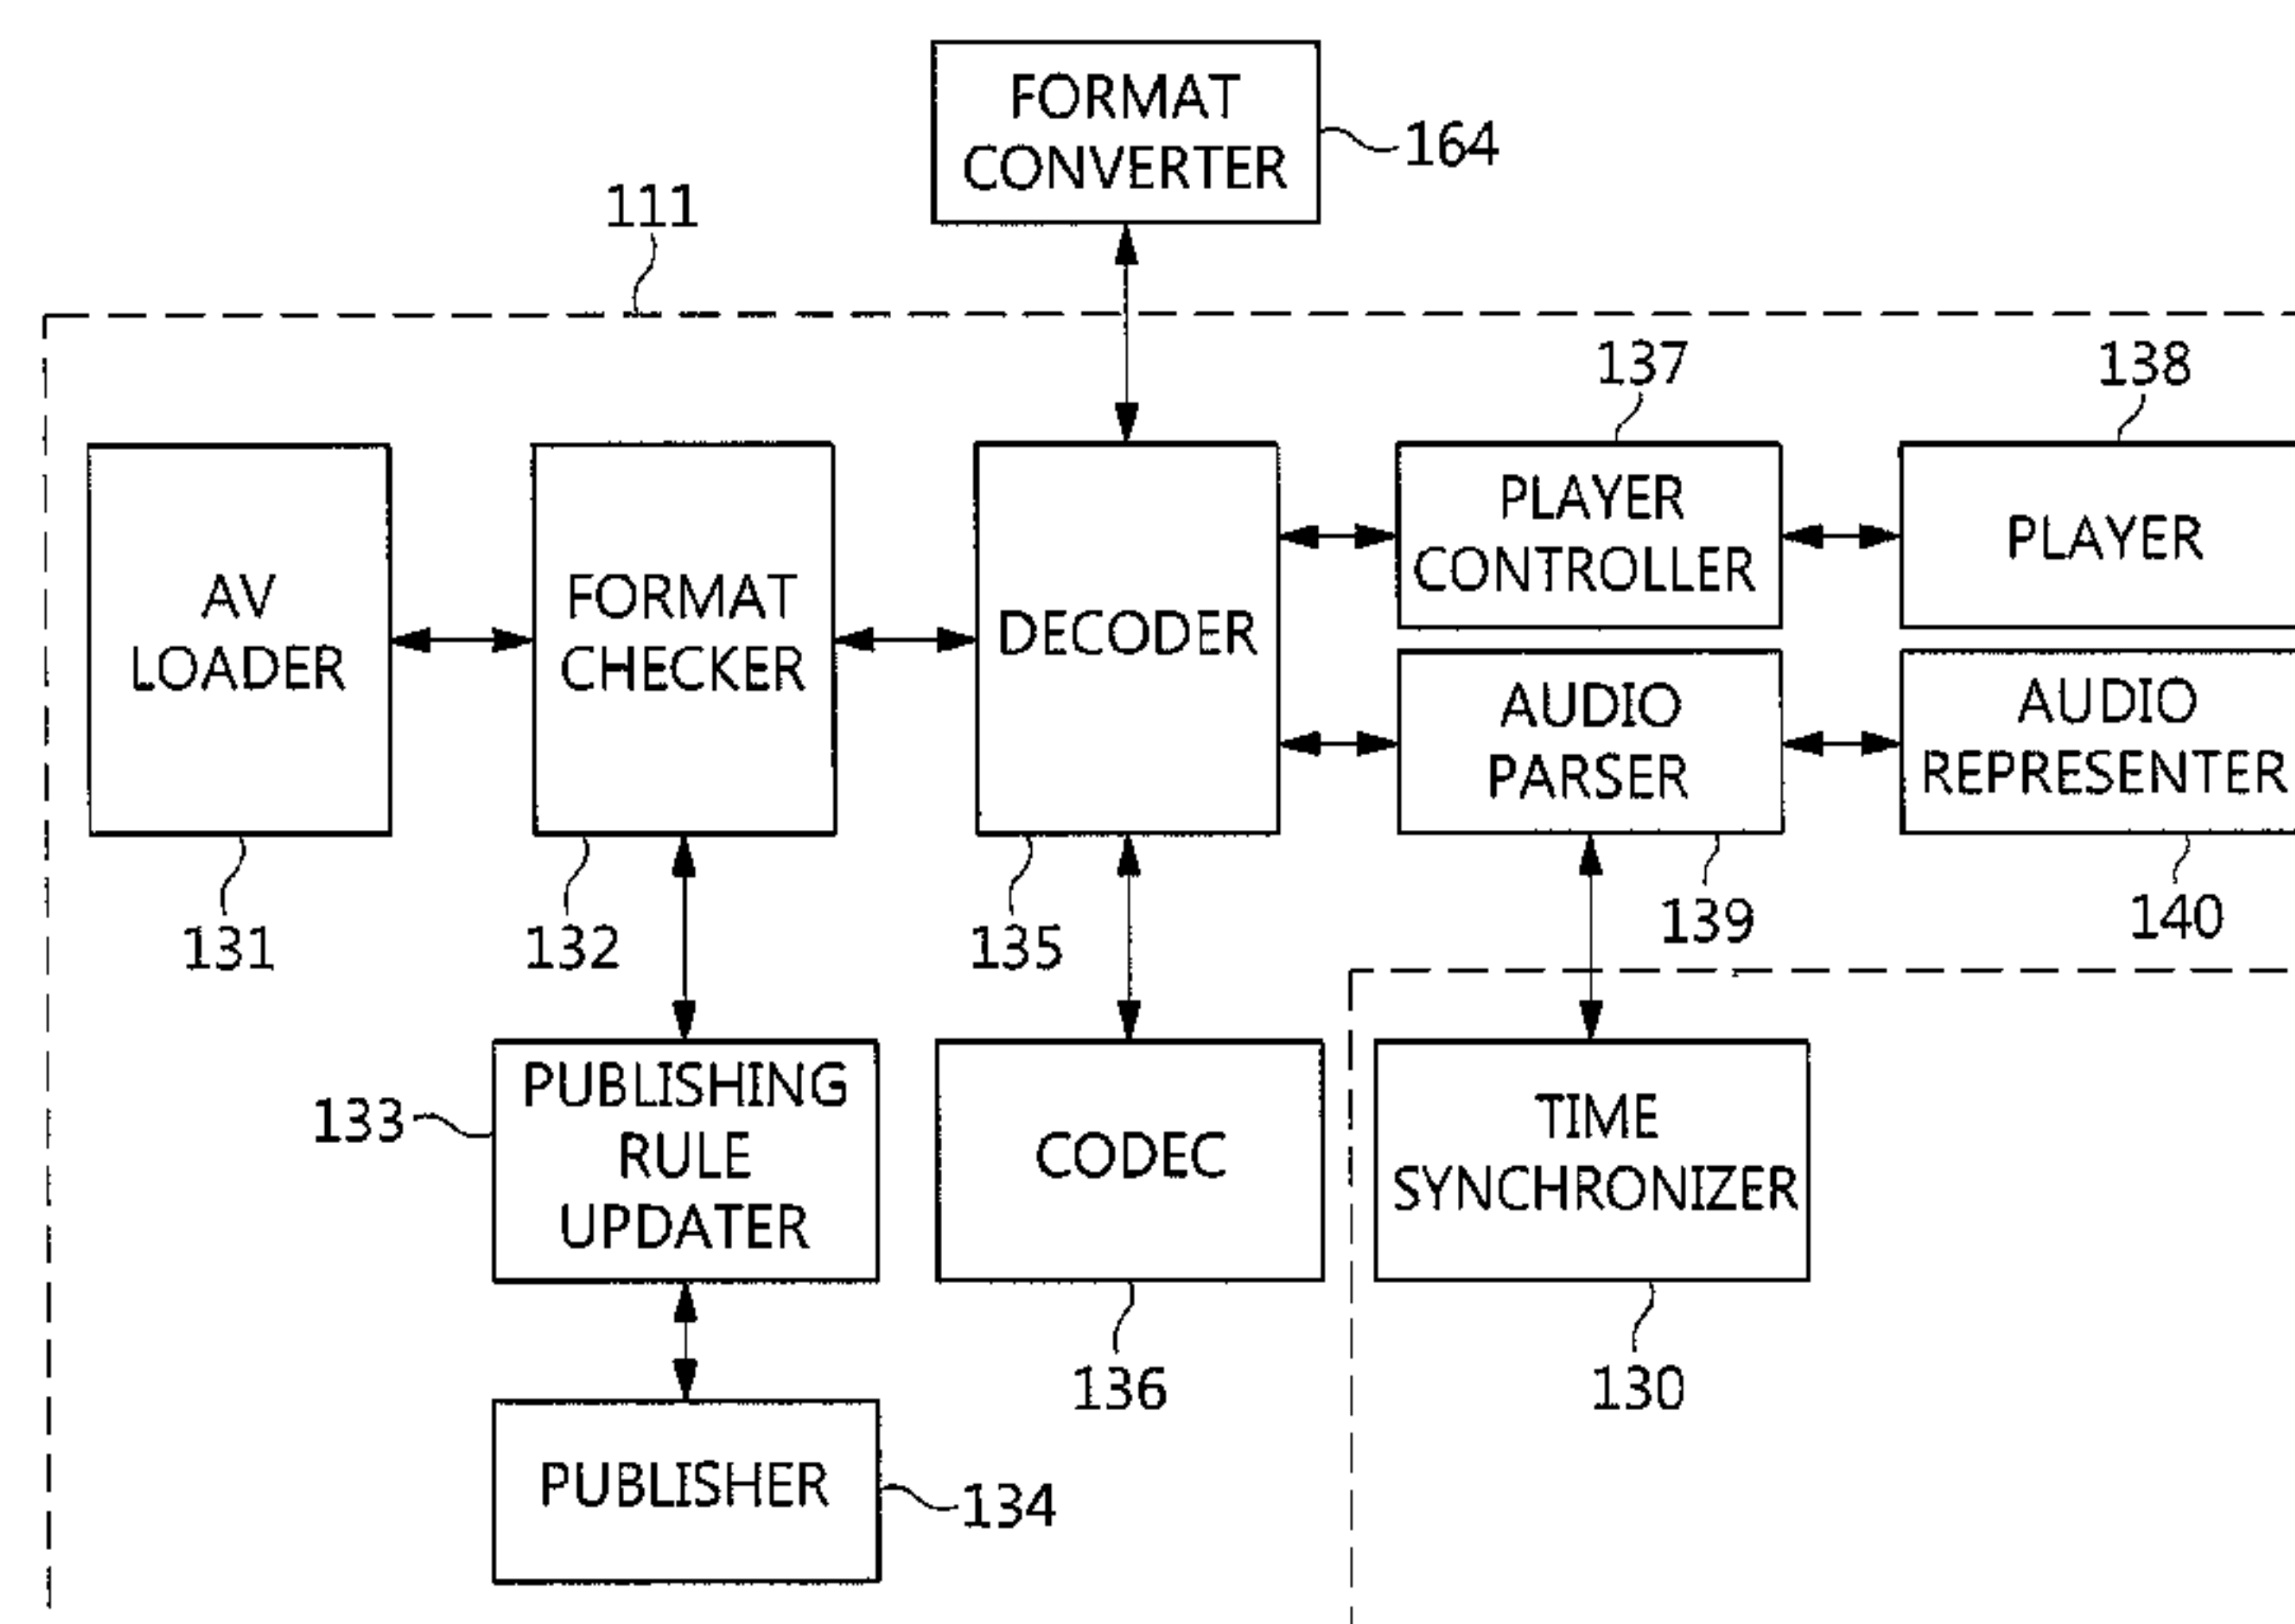 FORMAT
CONVERTER
164
111
137
138
AV
LOADER
FORMAT
CHECKER
DECODER
PLAYER
CONTROLLER
PLAYER
AUDIO
PARSER
AUDIO
REPRESENTER
131
132
135
139
140
133
PUBLISHING
RULE
UPDATER
CODEC
TIME
SYNCHRONIZER
136
130
PUBLISHER
134